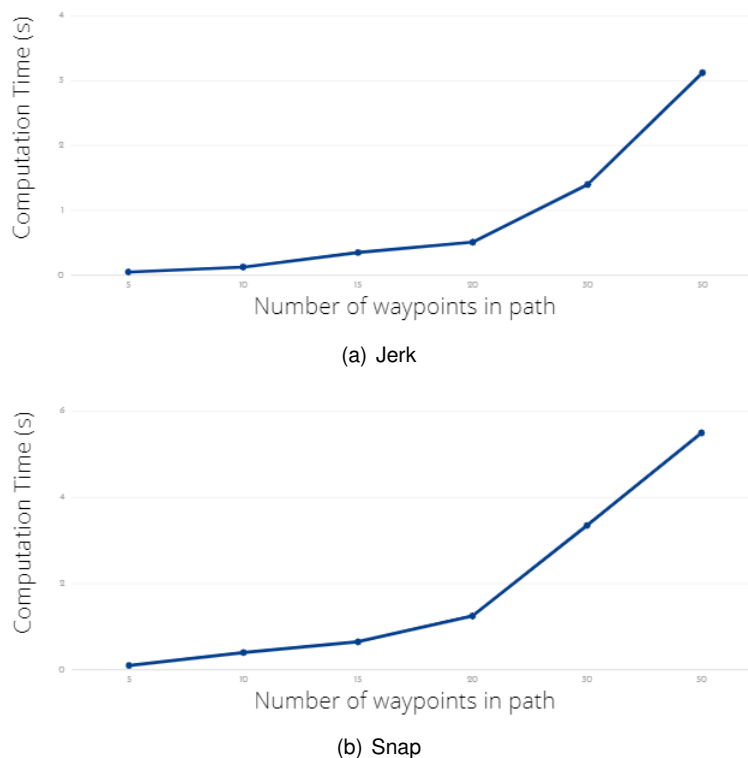 Computation Time (s)
4
3
2
1
0
5 10 15 20 30 50
Number of waypoints in path
(a) Jerk
Computation Time (s)
6
4
2
0
5 10 15 20 30 50
Number of waypoints in path
(b) Snap